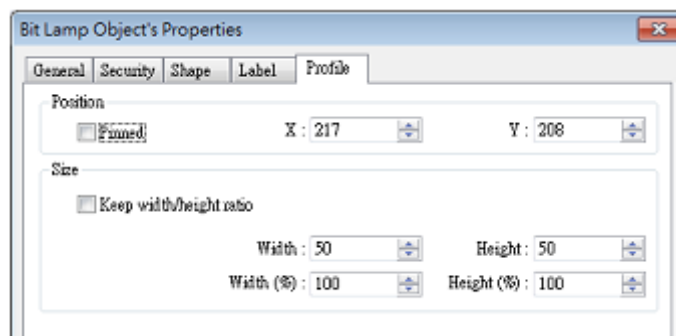 Bit Lamp Object's Properties
General Security Shape Label Profile
Position
Pinned X : 217 Y : 208
Size
Keep width/height ratio
Width : 50 Height : 50
Width (%) : 100 Height (%) : 100